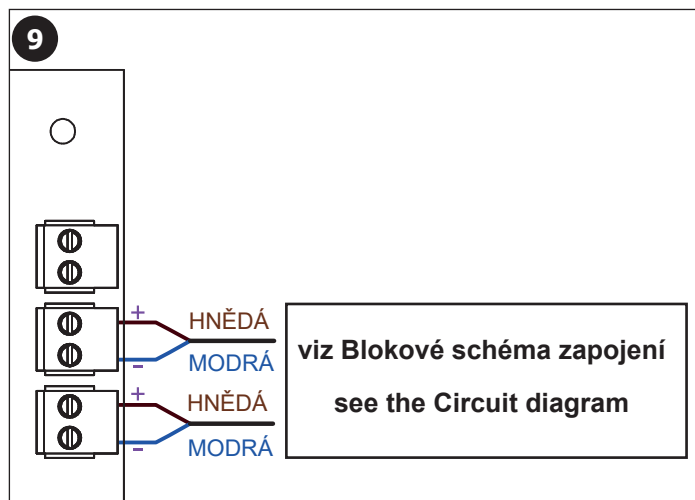 9
+ HNĚDÁ
- MODRÁ
viz Blokové schéma zapojení
see the Circuit diagram
+ HNĚDÁ
- MODRÁ